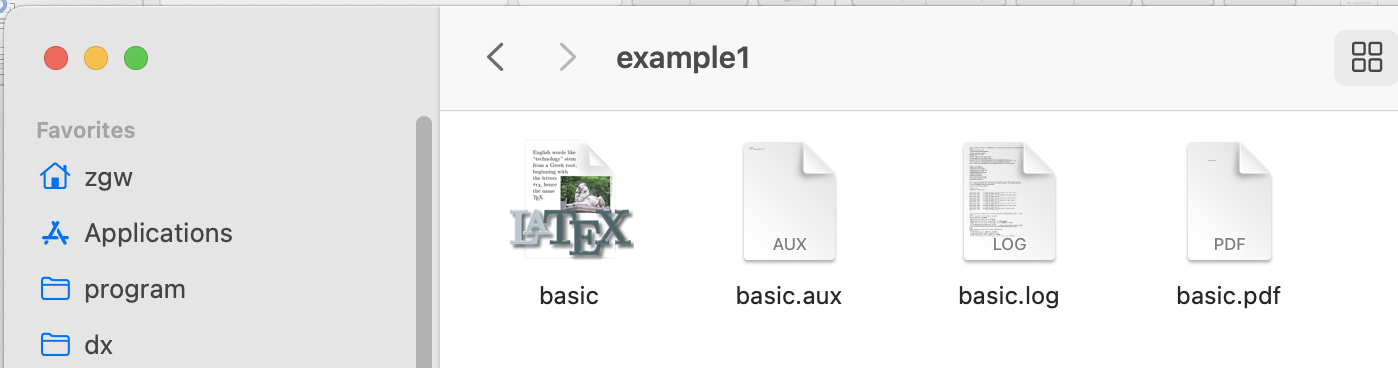 example1
Favorites
zgw
Applications
program
dx
English words like
"technology" stem
from a Greek root,
beginning with
the letters
τεχ, hence
the name
TeX.
LATEX
AUX
LOG
PDF
basic
basic.aux
basic.log
basic.pdf